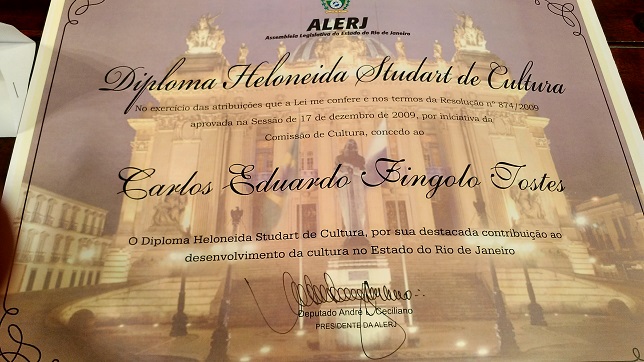 ALERJ
Assembleia Legislativa do Estado do Rio de Janeiro
Diploma Heloneida Studart de Cultura
No exercício das atribuições que a Lei me confere e nos termos da Resolução nº 874/2009
aprovada na Sessão de 17 de dezembro de 2009, por iniciativa da
Comissão de Cultura, concedo ao
Carlos Eduardo Fingolo Tostes
O Diploma Heloneida Studart de Cultura, por sua destacada contribuição ao
desenvolvimento da cultura no Estado do Rio de Janeiro
Deputado André L. Ceciliano
PRESIDENTE DA ALERJ